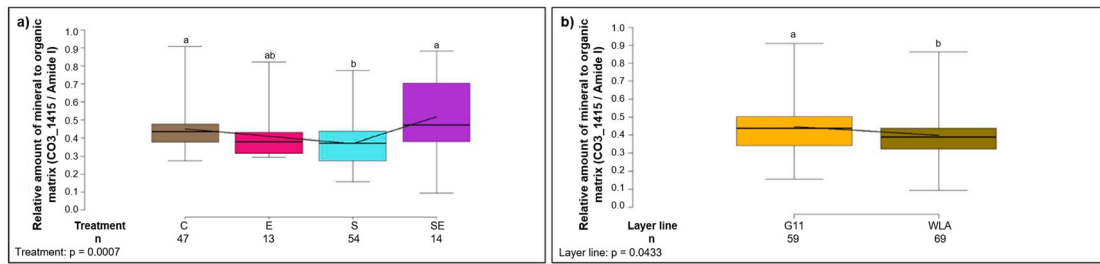 a)
Relative amount of mineral to organic
matrix (CO3_1415 / Amide I)
1.0
0.9
0.8
0.7
0.6
0.5
0.4
0.3
0.2
0.1
0.0
a
ab
b
a
Treatment C E S SE
n 47 13 54 14
Treatment: p = 0.0007
b)
Relative amount of mineral to organic
matrix (CO3_1415 / Amide I)
1.0
0.9
0.8
0.7
0.6
0.5
0.4
0.3
0.2
0.1
0.0
a
b
Layer line G11 WLA
n 59 69
Layer line: p = 0.0433